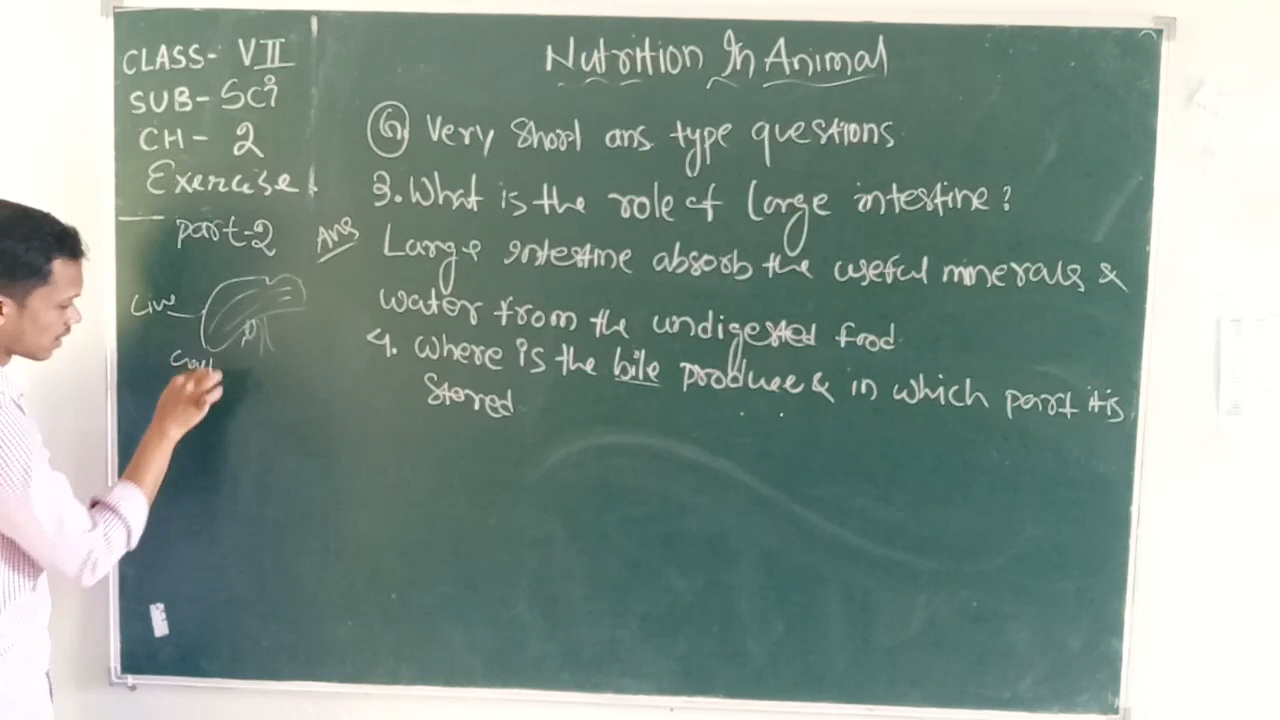 CLASS- VII
SUB- SCi
CH- 2
Exercise
part-2
Liv
Gall
Nutrition In Animal
G Very Short ans. type questions
3. What is the role of Large intestine?
Ans Large intestine absorb the useful minerals &
water from the undigested food
4. Where is the bile produce & in which part it is
Stored